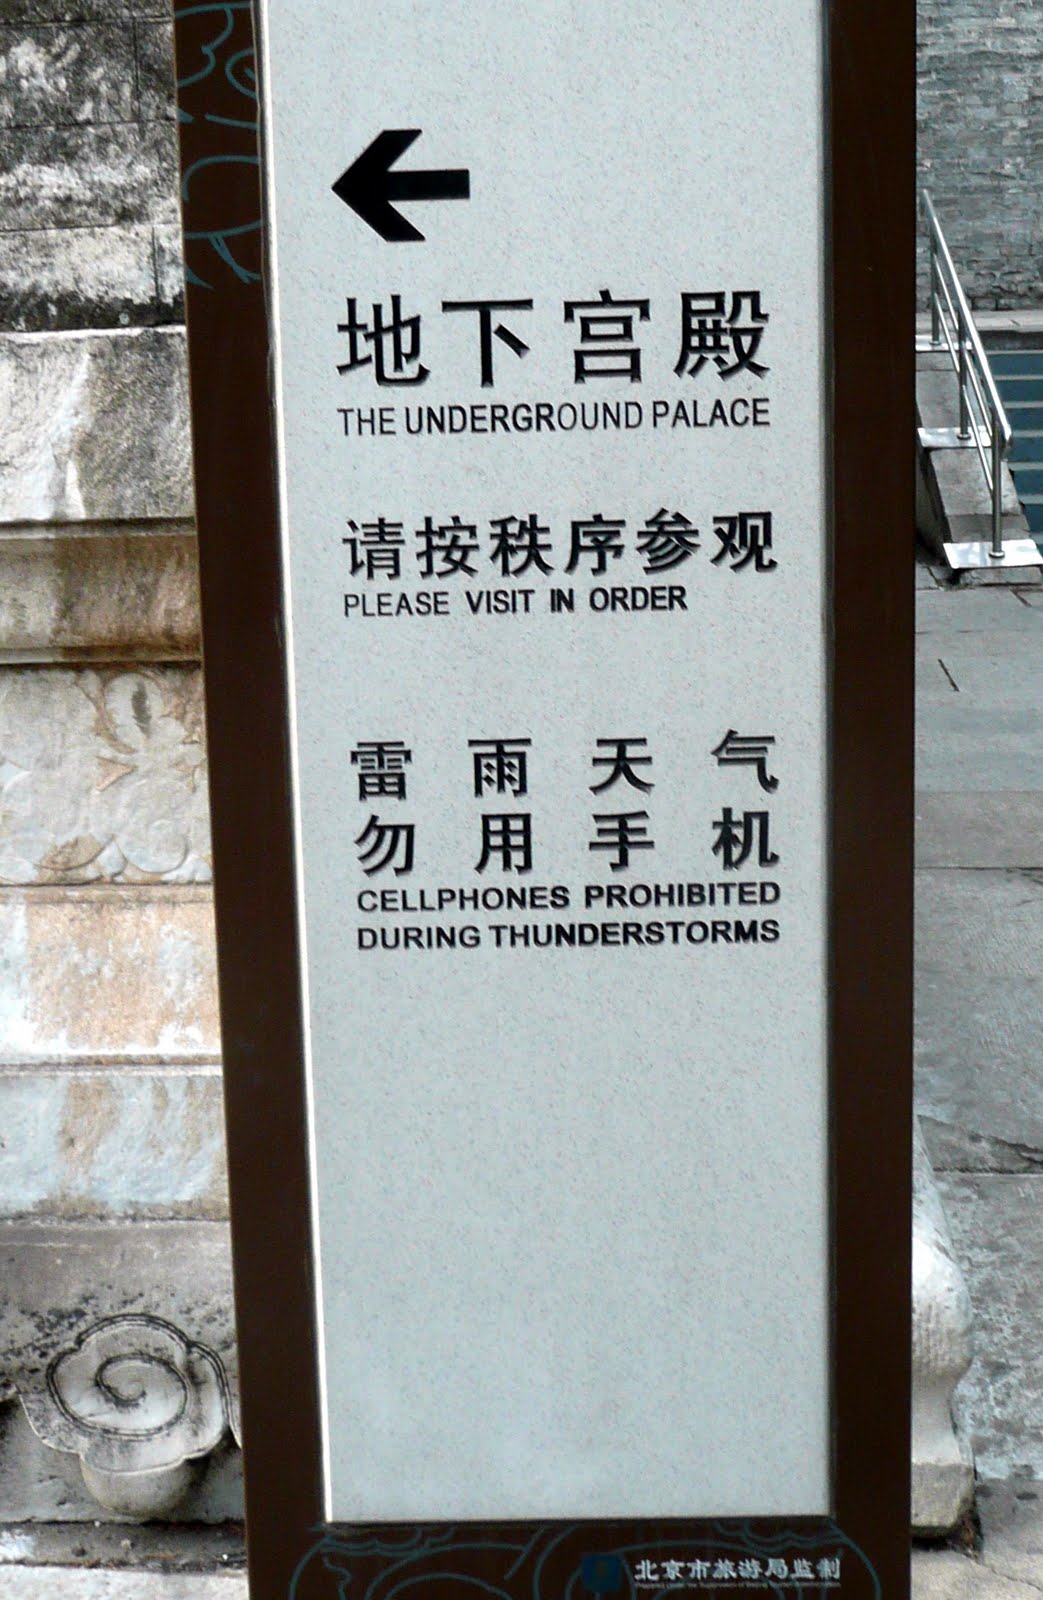 地下宫殿
THE UNDERGROUND PALACE
请按秩序参观
PLEASE VISIT IN ORDER
雷雨天气
勿用手机
CELLPHONES PROHIBITED
DURING THUNDERSTORMS
北京市旅游局监制